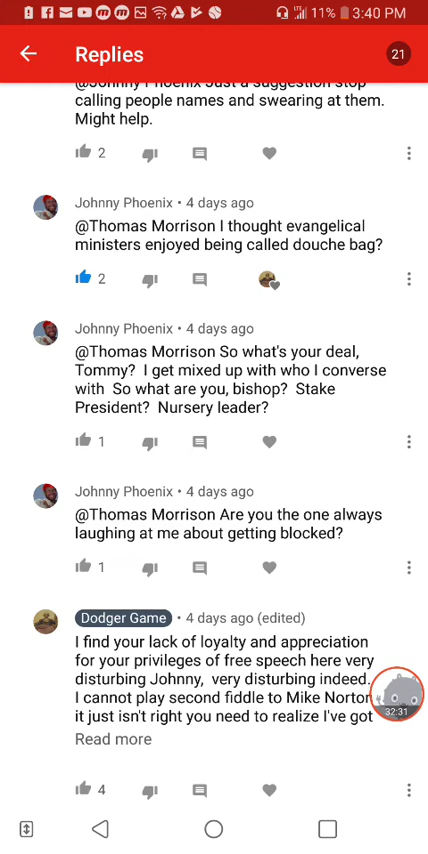 11% 3:40 PM
Replies
21
@Johnny Phoenix Just a suggestion stop
calling people names and swearing at them.
Might help.
2
Johnny Phoenix • 4 days ago
@Thomas Morrison I thought evangelical
ministers enjoyed being called douche bag?
2
Johnny Phoenix • 4 days ago
@Thomas Morrison So what's your deal,
Tommy?  I get mixed up with who I converse
with  So what are you, bishop?  Stake
President?  Nursery leader?
1
Johnny Phoenix • 4 days ago
@Thomas Morrison Are you the one always
laughing at me about getting blocked?
1
Dodger Game • 4 days ago (edited)
I find your lack of loyalty and appreciation
for your privileges of free speech here very
disturbing Johnny,  very disturbing indeed.
I cannot play second fiddle to Mike Norton
it just isn't right you need to realize I've got
32:31
Read more
4